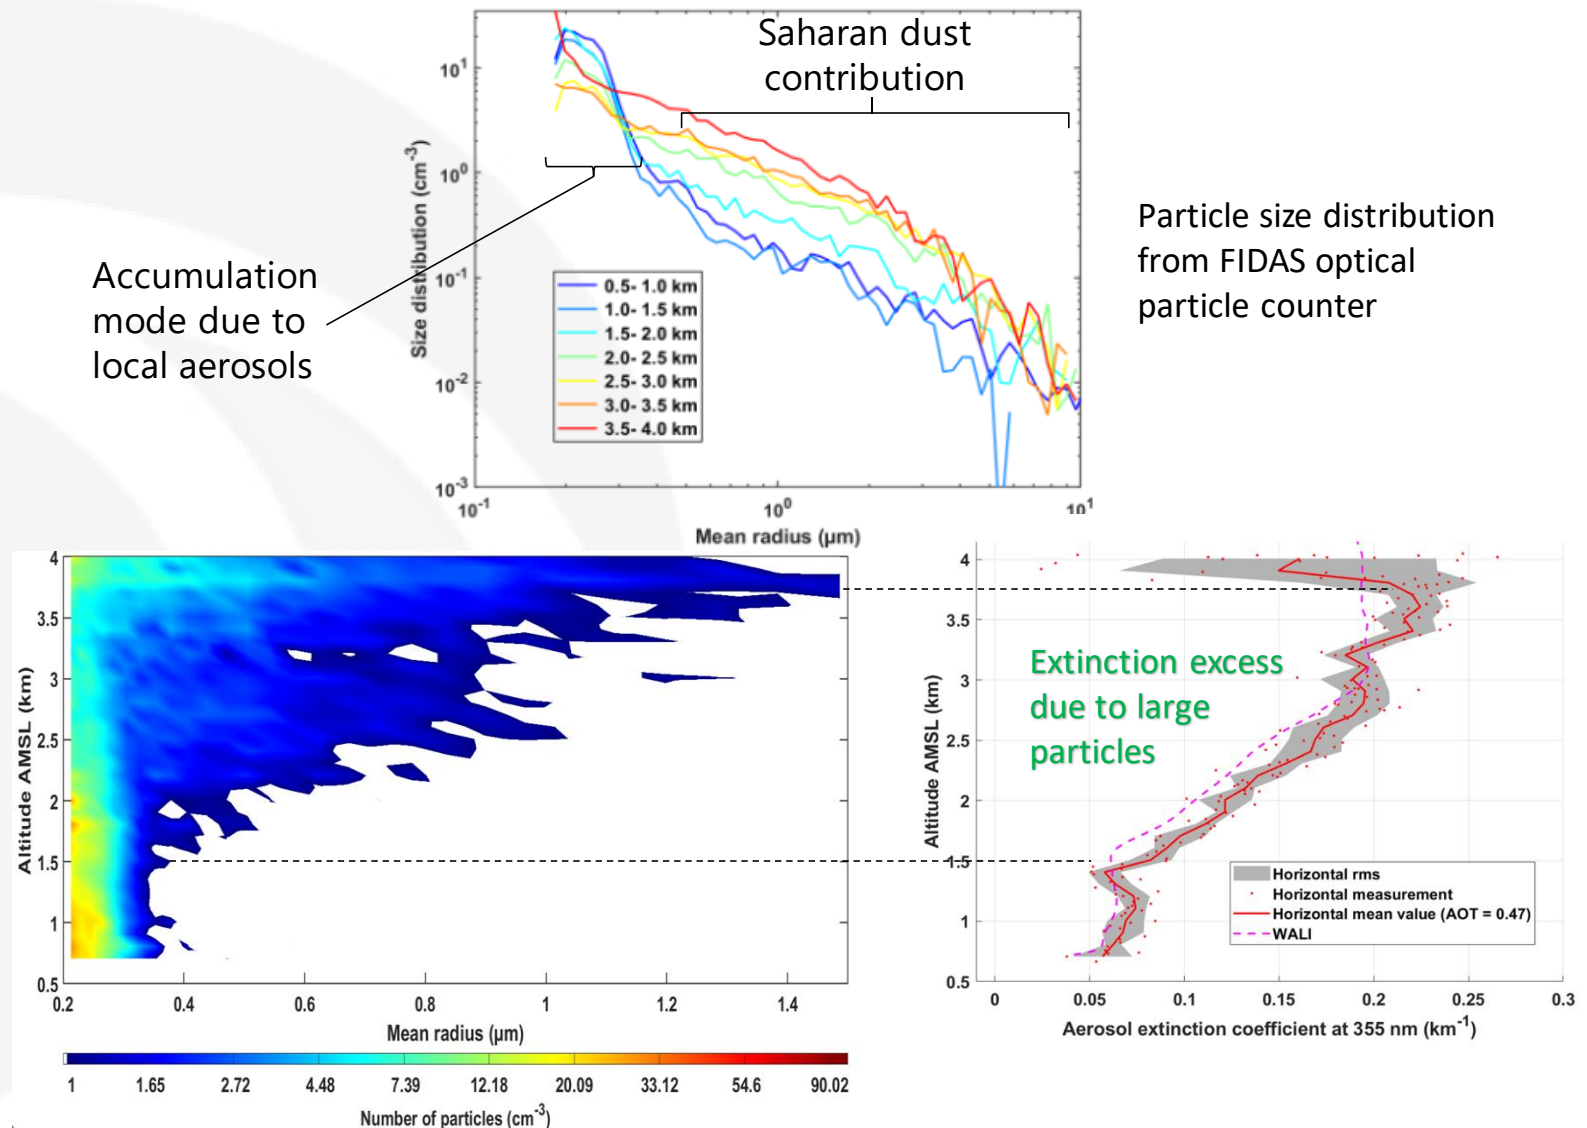 Saharan dust
contribution
10^1
10^0
10^-1
10^-2
10^-3
Size distribution (cm^-3)
0.5- 1.0 km
1.0- 1.5 km
1.5- 2.0 km
2.0- 2.5 km
2.5- 3.0 km
3.0- 3.5 km
3.5- 4.0 km
10^-1
10^0
10^1
Mean radius (µm)
Accumulation
mode due to
local aerosols
Particle size distribution
from FIDAS optical
particle counter
4
3.5
3
2.5
2
1.5
1
0.5
Altitude AMSL (km)
0.2
0.4
0.6
0.8
1
1.2
1.4
Mean radius (µm)
1
1.65
2.72
4.48
7.39
12.18
20.09
33.12
54.6
90.02
Number of particles (cm^-3)
4
3.5
3
2.5
2
1.5
1
0.5
Altitude AMSL (km)
Extinction excess
due to large
particles
Horizontal rms
Horizontal measurement
Horizontal mean value (AOT = 0.47)
WALI
0
0.05
0.1
0.15
0.2
0.25
0.3
Aerosol extinction coefficient at 355 nm (km^-1)